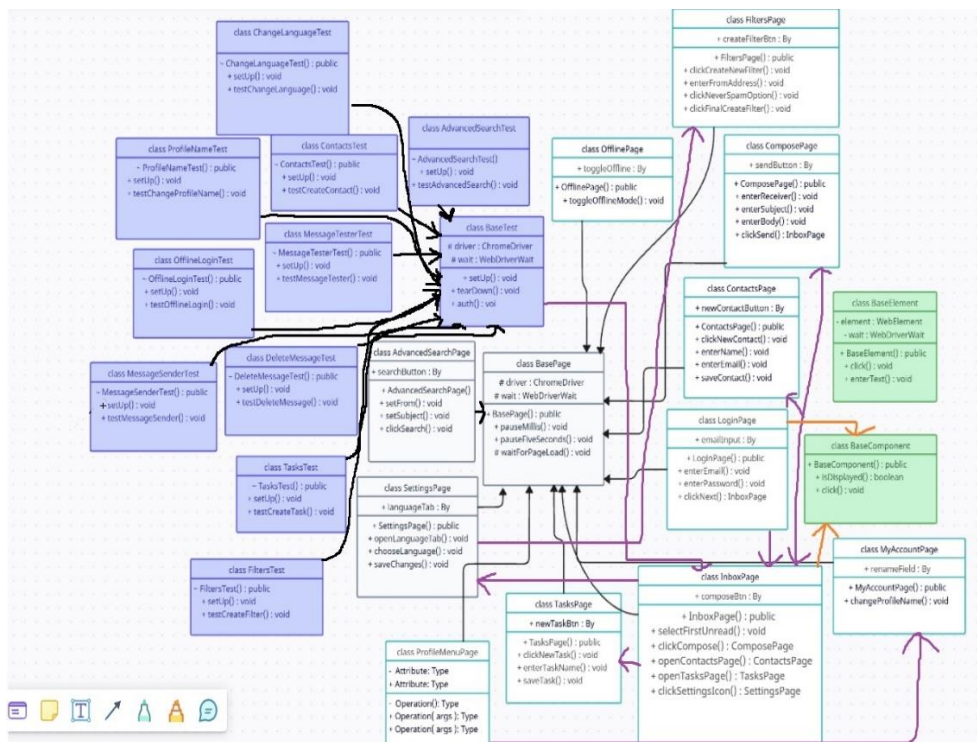 class ChangeLanguageTest
- ChangeLanguageTest() : public
+ setUp() : void
+ testChangeLanguage() : void
class ProfileNameTest
- ProfileNameTest() : public
+ setUp() : void
+ testChangeProfileName() : void
class ContactsTest
- ContactsTest() : public
+ setUp() : void
+ testCreateContact() : void
class AdvancedSearchTest
- AdvancedSearchTest()
+ setUp() : void
+ testAdvancedSearch() : void
class MessageTesterTest
- MessageTesterTest() : public
+ setUp() : void
+ testMessageTester() : void
class OfflineLoginTest
- OfflineLoginTest() : public
+ setUp() : void
+ testOfflineLogin() : voi
class BaseTest
# driver : ChromeDriver
# wait : WebDriverWait
+ setUp() : void
+ tearDown() : void
+ auth() : voi
class MessageSenderTest
- MessageSenderTest() : public
+ setUp() : void
+ testMessageSender() : void
class DeleteMessageTest
- DeleteMessageTest() : public
+ setUp() : void
+ testDeleteMessage() : void
class TasksTest
- TasksTest() : public
+ setUp() : void
+ testCreateTask() : void
class FiltersTest
- FiltersTest() : public
+ setUp() : void
+ testCreateFilter() : void
class AdvancedSearchPage
+ searchButton : By
+ AdvancedSearchPage()
+ setFrom() : void
+ setSubject() : void
+ clickSearch() : void
class BasePage
# driver : ChromeDriver
# wait : WebDriverWait
+ BasePage() : public
+ pauseMillis() : void
+ pauseFiveSeconds() : void
# waitForPageLoad() : void
class SettingsPage
+ languageTab : By
+ SettingsPage() : public
+ openLanguageTab() : void
+ chooseLanguage() : void
+ saveChanges() : void
class ProfileMenuPage
- Attribute: Type
+ Attribute: Type
- Operation(): Type
+ Operation( args ): Type
+ Operation( args ): Type
class TasksPage
+ newTaskBtn : By
+ TasksPage() : public
+ clickNewTask() : void
+ enterTaskName() : void
+ saveTask() : void
class OfflinePage
+ toggleOffline : By
+ OfflinePage() : public
+ toggleOfflineMode() : void
class FiltersPage
+ createFilterBtn : By
+ FiltersPage() : public
+ clickCreateNewFilter() : void
+ enterFromAddress() : void
+ clickNeverSpamOption() : void
+ clickFinalCreateFilter() : void
class ComposePage
+ sendButton : By
+ ComposePage() : public
+ enterReceiver() : void
+ enterSubject() : void
+ enterBody() : void
+ clickSend() : InboxPage
class ContactsPage
+ newContactButton : By
+ ContactsPage() : public
+ clickNewContact() : void
+ enterName() : void
+ enterEmail() : void
+ saveContact() : void
class BaseElement
- element : WebElement
- wait : WebDriverWait
+ BaseElement() : public
+ click() : void
+ enterText() : void
class LoginPage
+ emailInput : By
+ LoginPage() : public
+ enterEmail() : void
+ enterPassword() : void
+ clickNext() : InboxPage
class BaseComponent
+ BaseComponent() : public
+ isDisplayed() : boolean
+ click() : void
class InboxPage
+ composeBtn : By
+ InboxPage() : public
+ selectFirstUnread() : void
+ clickCompose() : ComposePage
+ openContactsPage() : ContactsPage
+ openTasksPage() : TasksPage
+ clickSettingsIcon() : SettingsPage
class MyAccountPage
+ renameField : By
+ MyAccountPage() : public
+ changeProfileName() : void